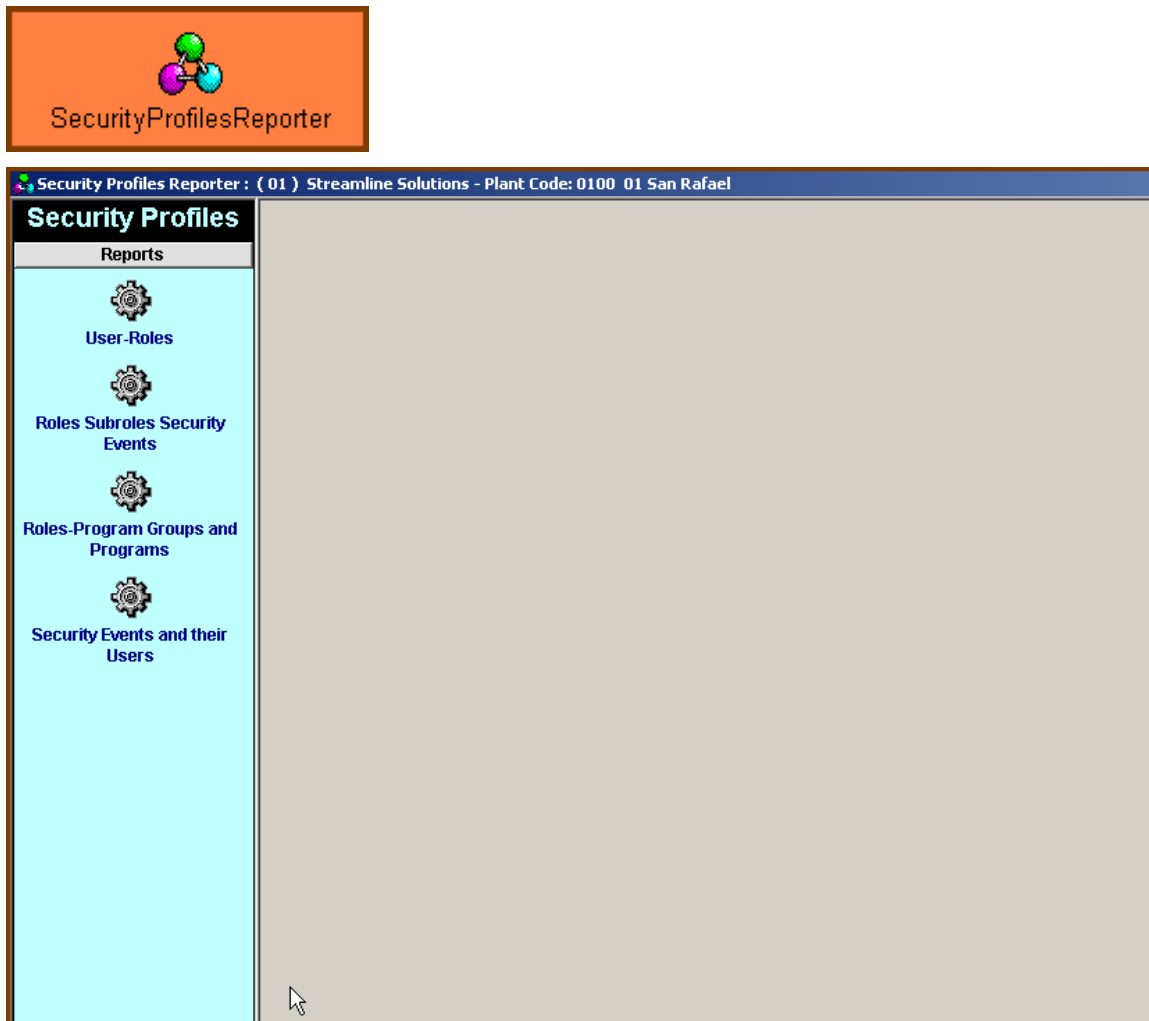 SecurityProfilesReporter
Security Profiles Reporter : ( 01 ) Streamline Solutions - Plant Code: 0100 01 San Rafael
Security Profiles
Reports
User-Roles
Roles Subroles Security
Events
Roles-Program Groups and
Programs
Security Events and their
Users